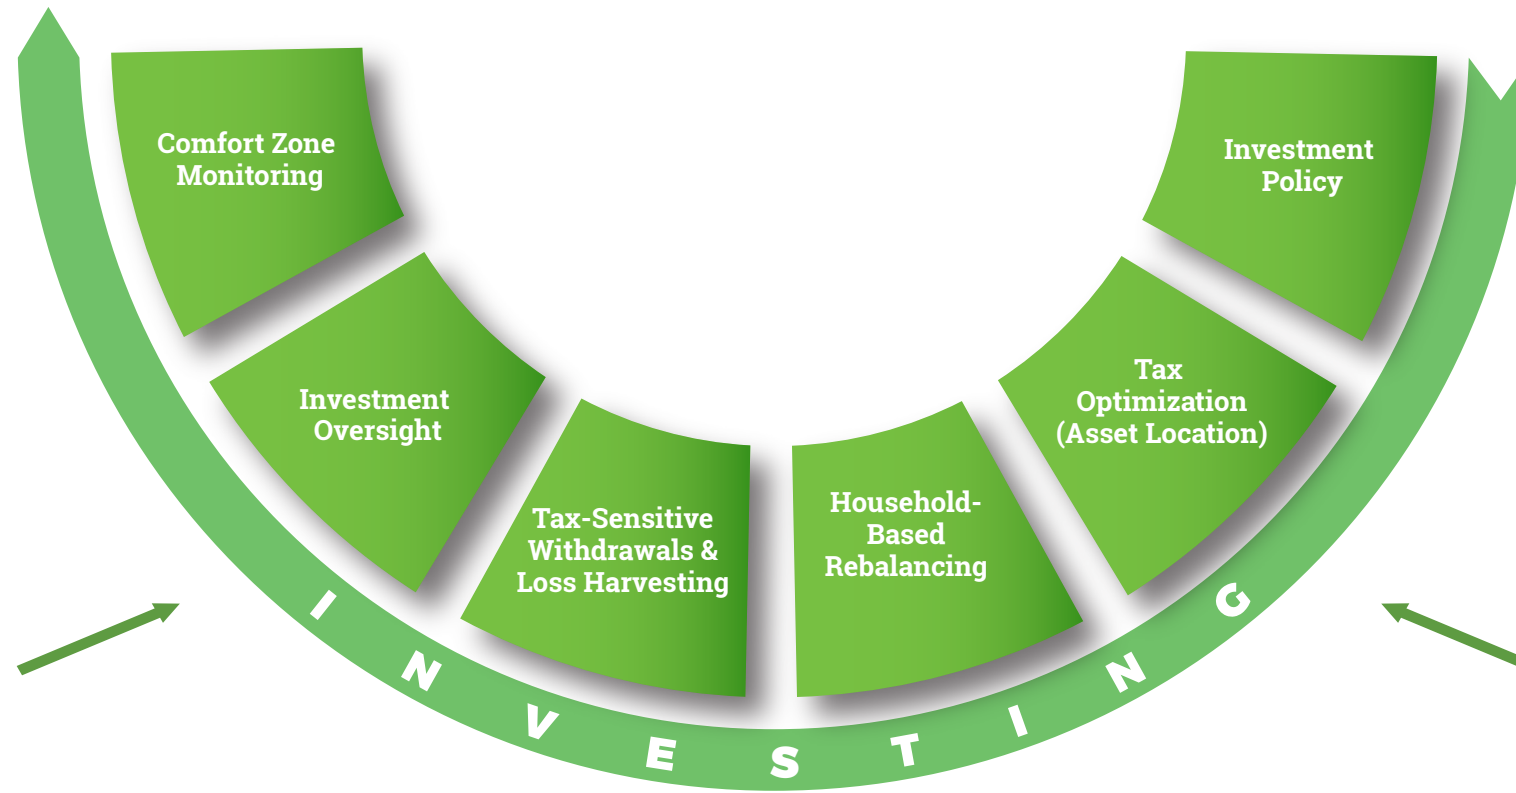 Comfort Zone
Monitoring
Investment
Policy
Investment
Oversight
Tax
Optimization
(Asset Location)
Tax-Sensitive
Withdrawals &
Loss Harvesting
Household-
Based
Rebalancing
INVESTING